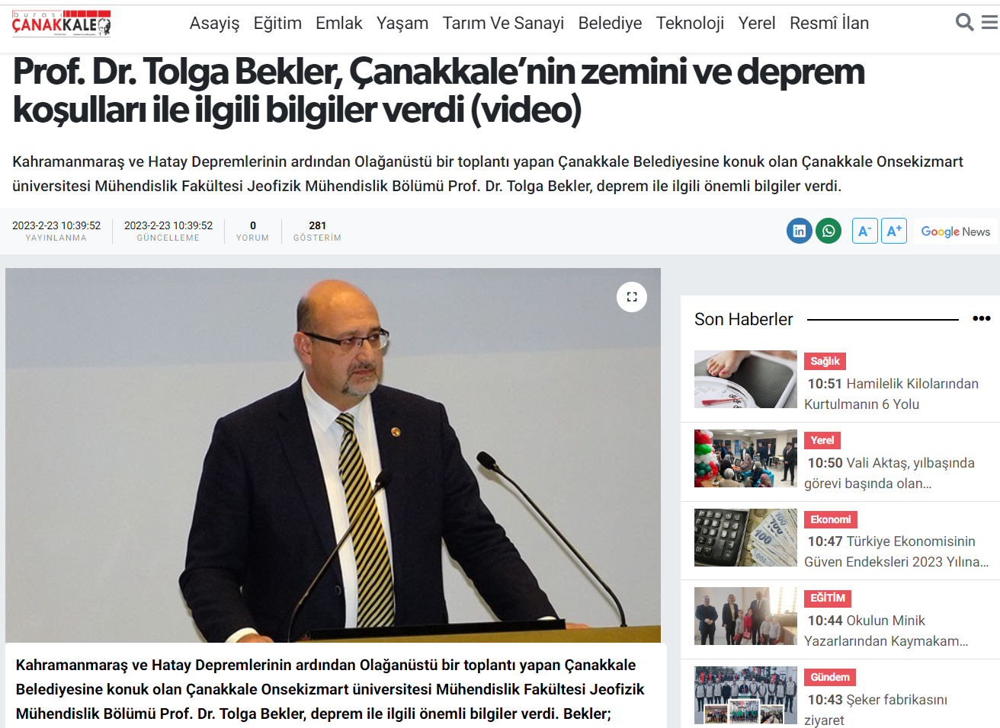 burası
ÇANAKKALE
Asayiş Eğitim Emlak Yaşam Tarım Ve Sanayi Belediye Teknoloji Yerel Resmî İlan
Prof. Dr. Tolga Bekler, Çanakkale’nin zemini ve deprem
koşulları ile ilgili bilgiler verdi (video)
Kahramanmaraş ve Hatay Depremlerinin ardından Olağanüstü bir toplantı yapan Çanakkale Belediyesine konuk olan Çanakkale Onsekizmart
üniversitesi Mühendislik Fakültesi Jeofizik Mühendislik Bölümü Prof. Dr. Tolga Bekler, deprem ile ilgili önemli bilgiler verdi.
2023-2-23 10:39:52 2023-2-23 10:39:52 0 281
YAYINLANMA GÜNCELLEME YORUM GÖSTERİM
in A- A+ Google News
Son Haberler
Sağlık
10:51 Hamilelik Kilolarından
Kurtulmanın 6 Yolu
Yerel
10:50 Vali Aktaş, yılbaşında
görevi başında olan...
Ekonomi
10:47 Türkiye Ekonomisinin
Güven Endeksleri 2023 Yılına...
EĞİTİM
10:44 Okulun Minik
Yazarlarından Kaymakam...
Gündem
10:43 Şeker fabrikasını
ziyaret
Kahramanmaraş ve Hatay Depremlerinin ardından Olağanüstü bir toplantı yapan Çanakkale
Belediyesine konuk olan Çanakkale Onsekizmart üniversitesi Mühendislik Fakültesi Jeofizik
Mühendislik Bölümü Prof. Dr. Tolga Bekler, deprem ile ilgili önemli bilgiler verdi. Bekler;